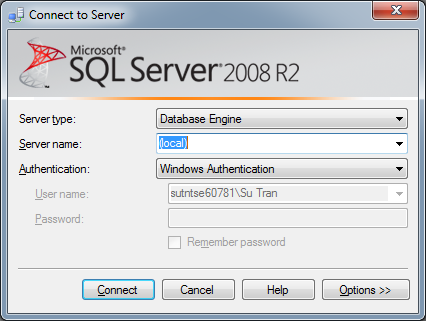 Connect to Server
Microsoft®
SQL Server® 2008 R2
Server type: Database Engine
Server name: (local)
Authentication: Windows Authentication
User name: sutntse60781\Su Tran
Password:
Remember password
Connect Cancel Help Options >>